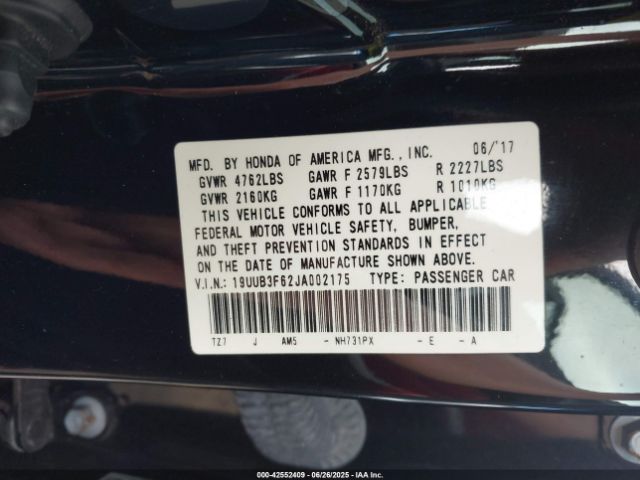 MFD. BY HONDA OF AMERICA MFG., INC. 06/'17
GVWR 4762LBS GAWR F 2579LBS R 2227LBS
GVWR 2160KG GAWR F 1170KG R 1010KG
THIS VEHICLE CONFORMS TO ALL APPLICABLE
FEDERAL MOTOR VEHICLE SAFETY, BUMPER,
AND THEFT PREVENTION STANDARDS IN EFFECT
ON THE DATE OF MANUFACTURE SHOWN ABOVE.
V.I.N.: 19UUB3F62JA002175 TYPE: PASSENGER CAR
TZ7 J AM5 - NH731PX - E - A
000-42552409 - 06/26/2025 - IAAI.com